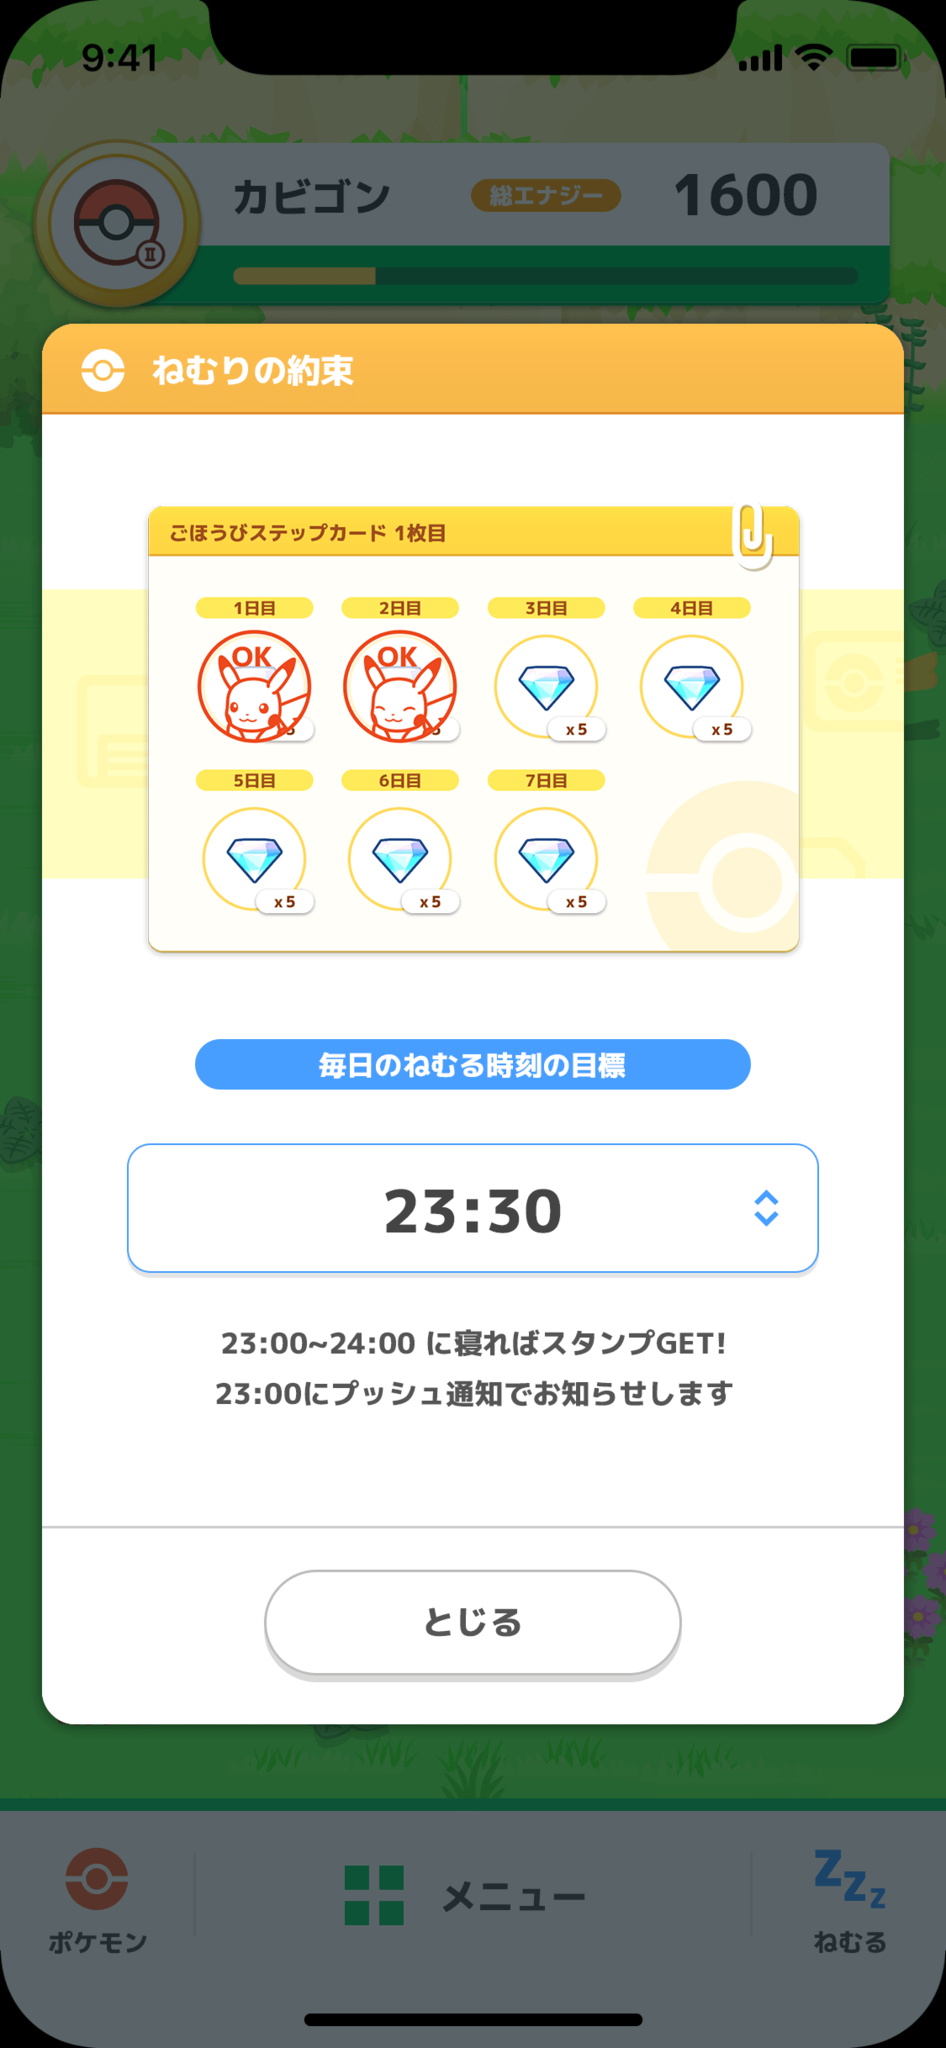 9:41
カビゴン
総エナジー
1600
II
ねむりの約束
ごほうびステップカード 1枚目
1日目
2日目
3日目
4日目
OK
OK
x5
x5
5日目
6日目
7日目
x5
x5
x5
毎日のねむる時刻の目標
23:30
23:00~24:00 に寝ればスタンプGET!
23:00にプッシュ通知でお知らせします
とじる
ポケモン
メニュー
zzz
ねむる